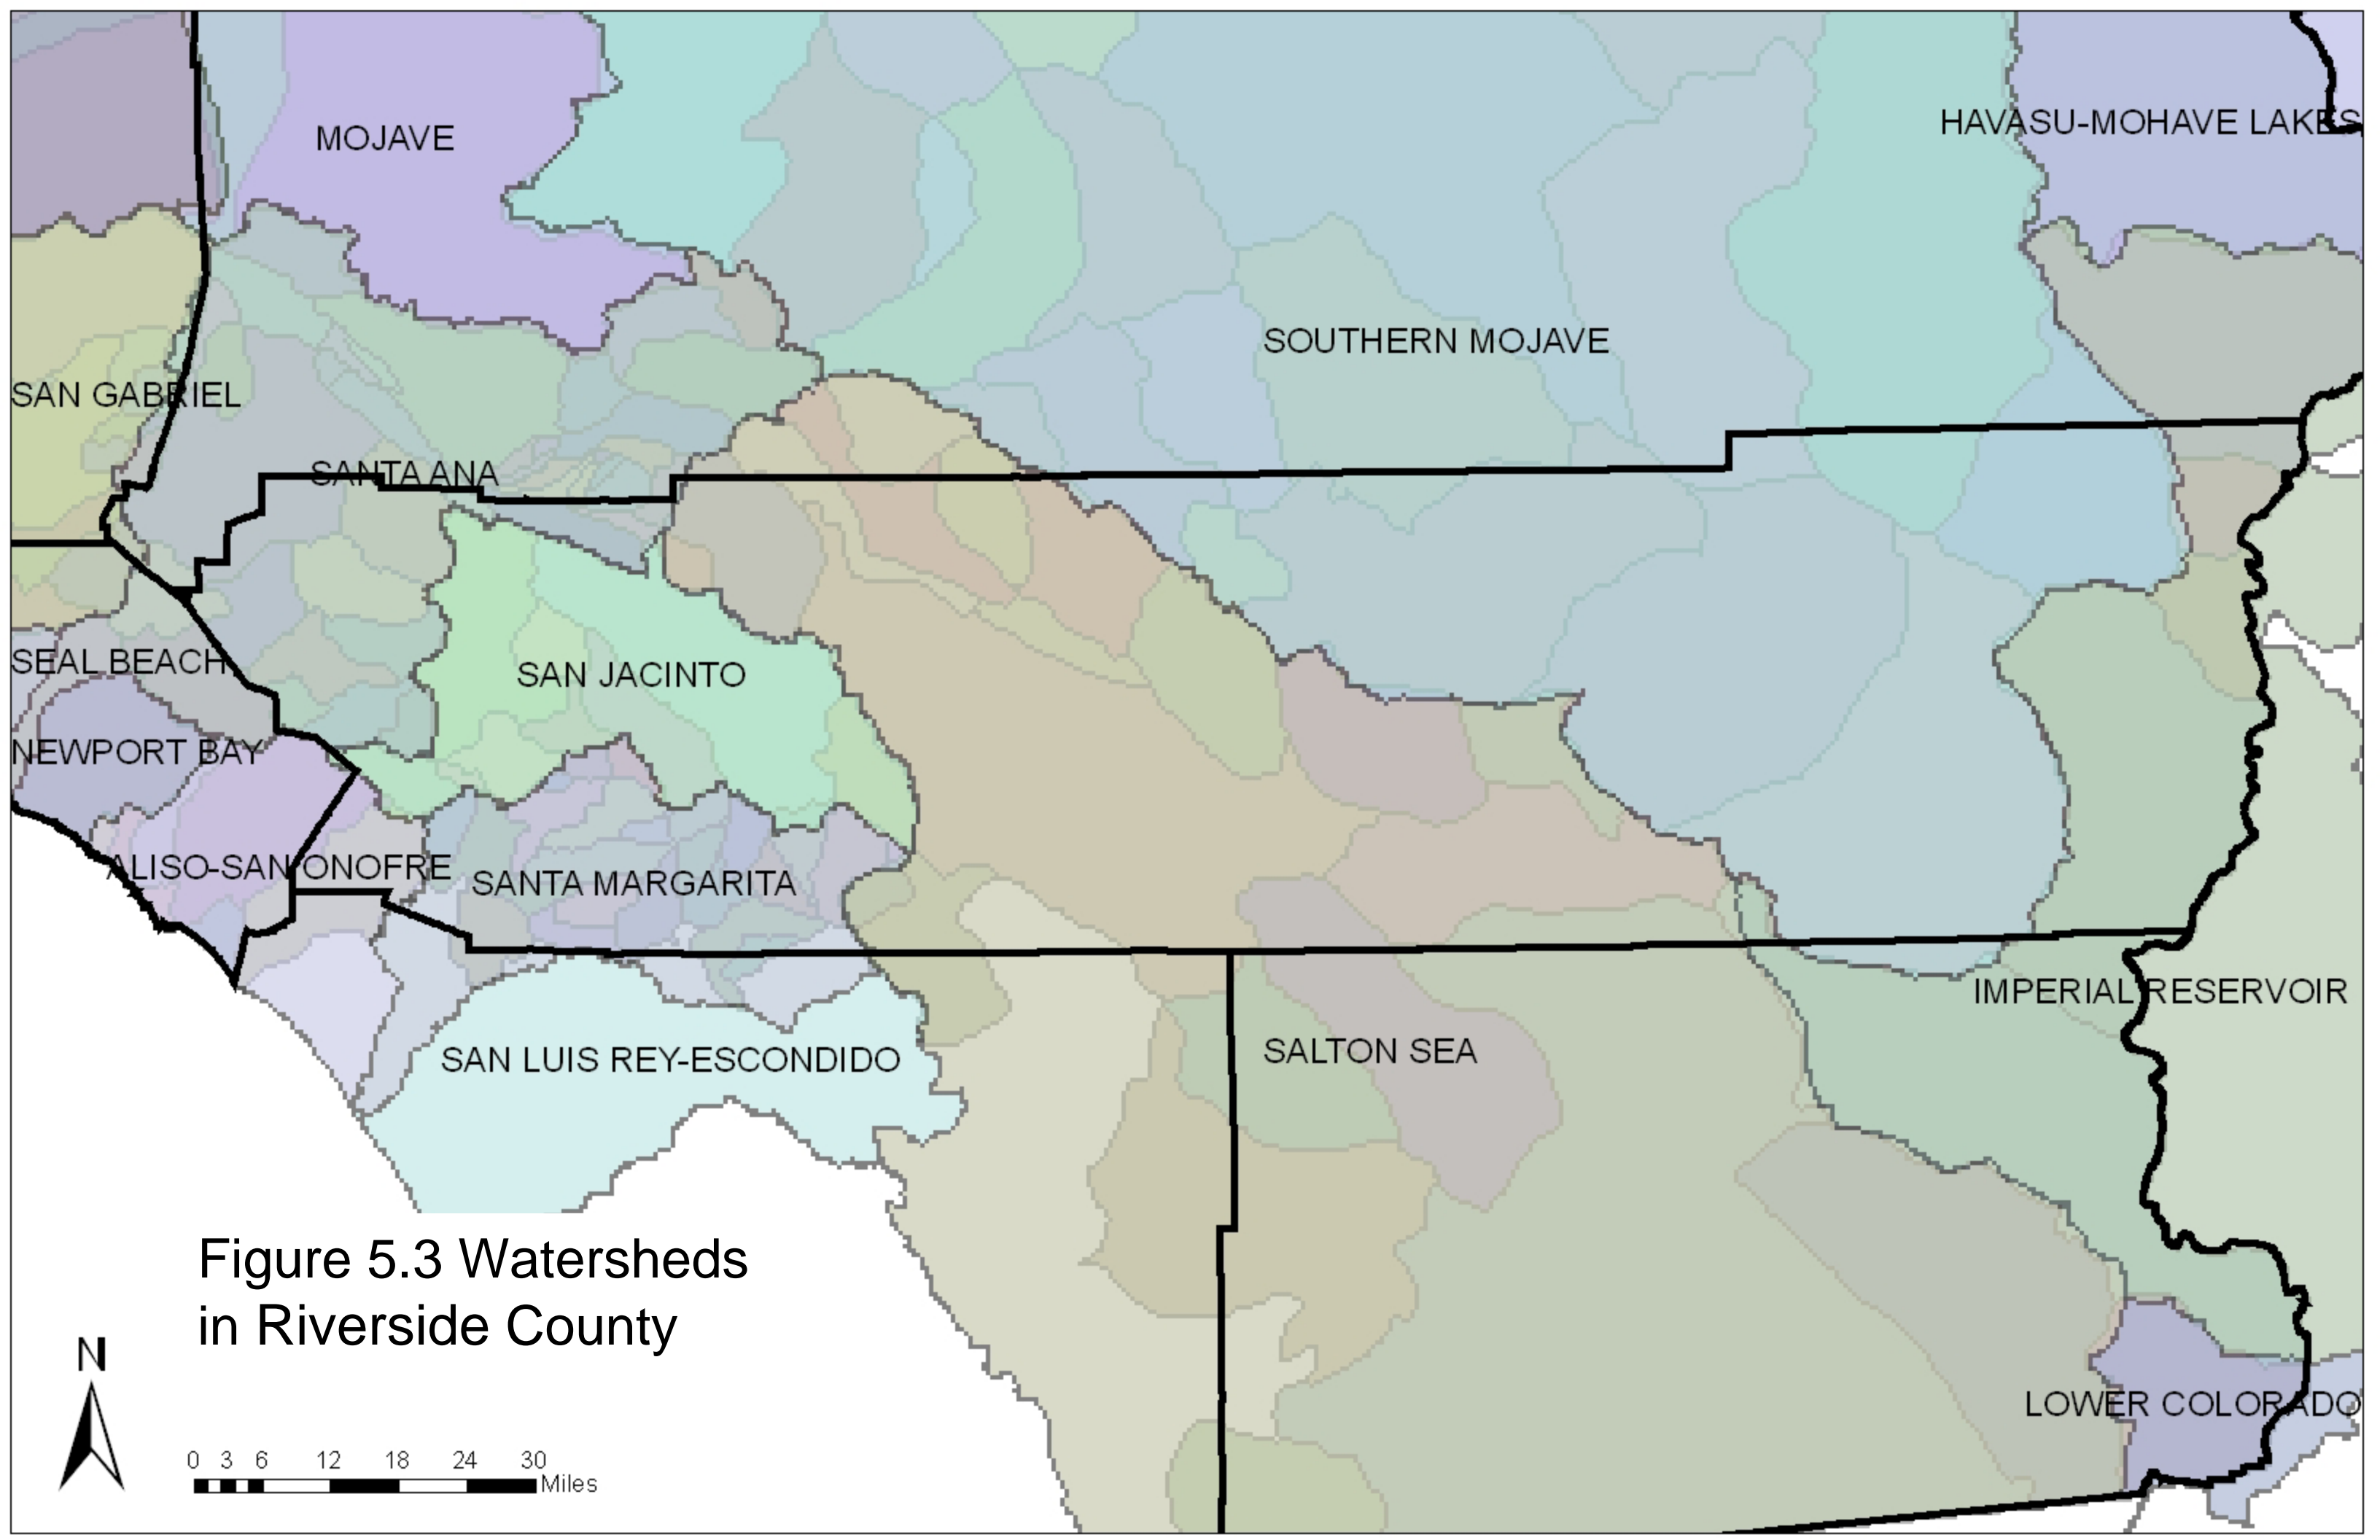 MOJAVE
HAVASU-MOHAVE LAKES
SOUTHERN MOJAVE
SAN GABRIEL
SANTA ANA
SEAL BEACH
SAN JACINTO
NEWPORT BAY
ALISO-SAN ONOFRE
SANTA MARGARITA
IMPERIAL RESERVOIR
SAN LUIS REY-ESCONDIDO
SALTON SEA
Figure 5.3 Watersheds
in Riverside County
N
LOWER COLORADO
0 3 6 12 18 24 30
Miles